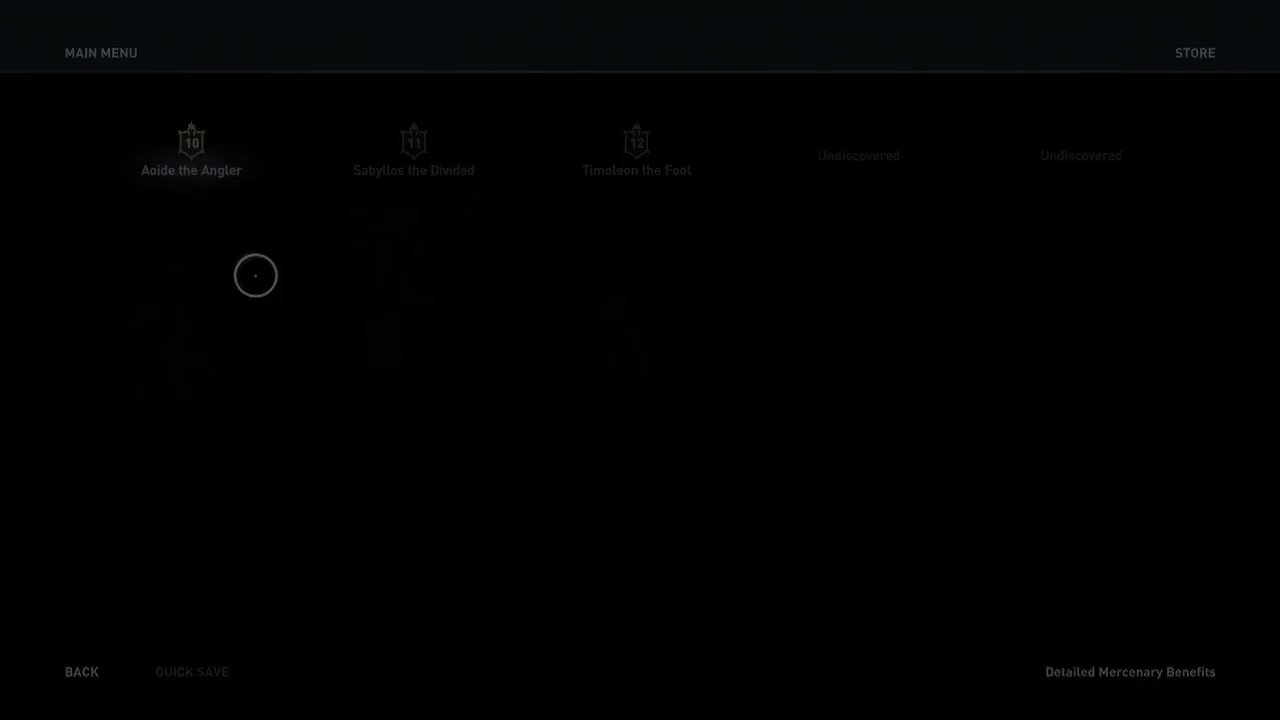 MAIN MENU
STORE
10
11
12
Aoide the Angler
Sabyllos the Divided
Timoleon the Fool
Undiscovered
Undiscovered
BACK
QUICK SAVE
Detailed Mercenary Benefits